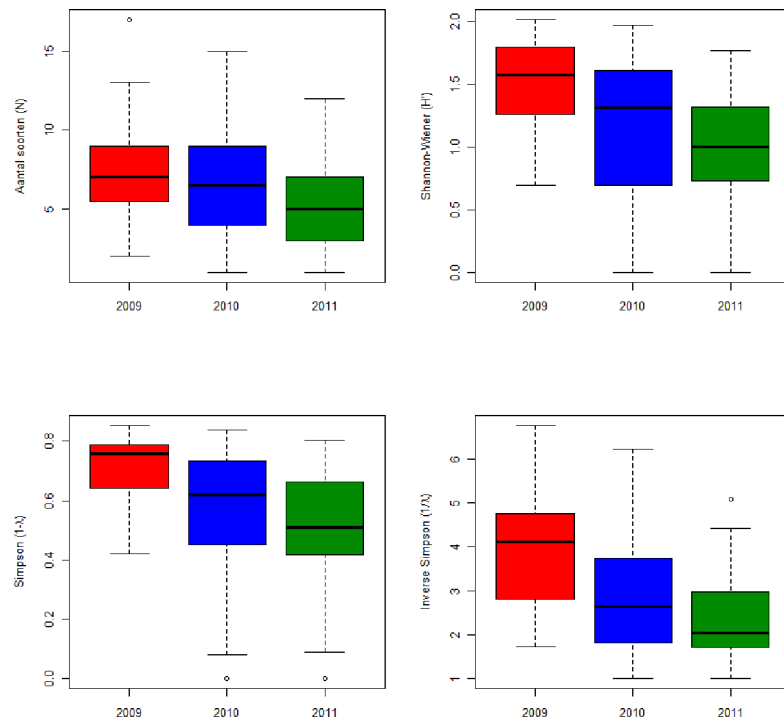 Aantal soorten (N)
15
10
5
2009 2010 2011
Shannon-Wiener (H')
2.0
1.5
1.0
0.5
0.0
2009 2010 2011
Simpson (1-λ)
0.8
0.6
0.4
0.2
0.0
2009 2010 2011
Inverse Simpson (1/λ)
6
5
4
3
2
1
2009 2010 2011